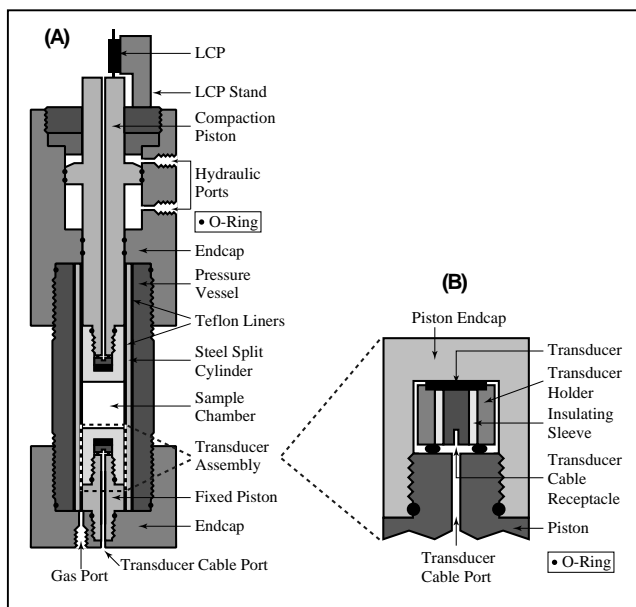 (A)
LCP
LCP Stand
Compaction
Piston
Hydraulic
Ports
O-Ring
Endcap
Pressure
Vessel
Teflon Liners
Steel Split
Cylinder
Sample
Chamber
Transducer
Assembly
Fixed Piston
Endcap
Transducer Cable Port
Gas Port
(B)
Piston Endcap
Transducer
Transducer
Holder
Insulating
Sleeve
Transducer
Cable
Receptacle
Piston
Transducer
Cable Port
O-Ring